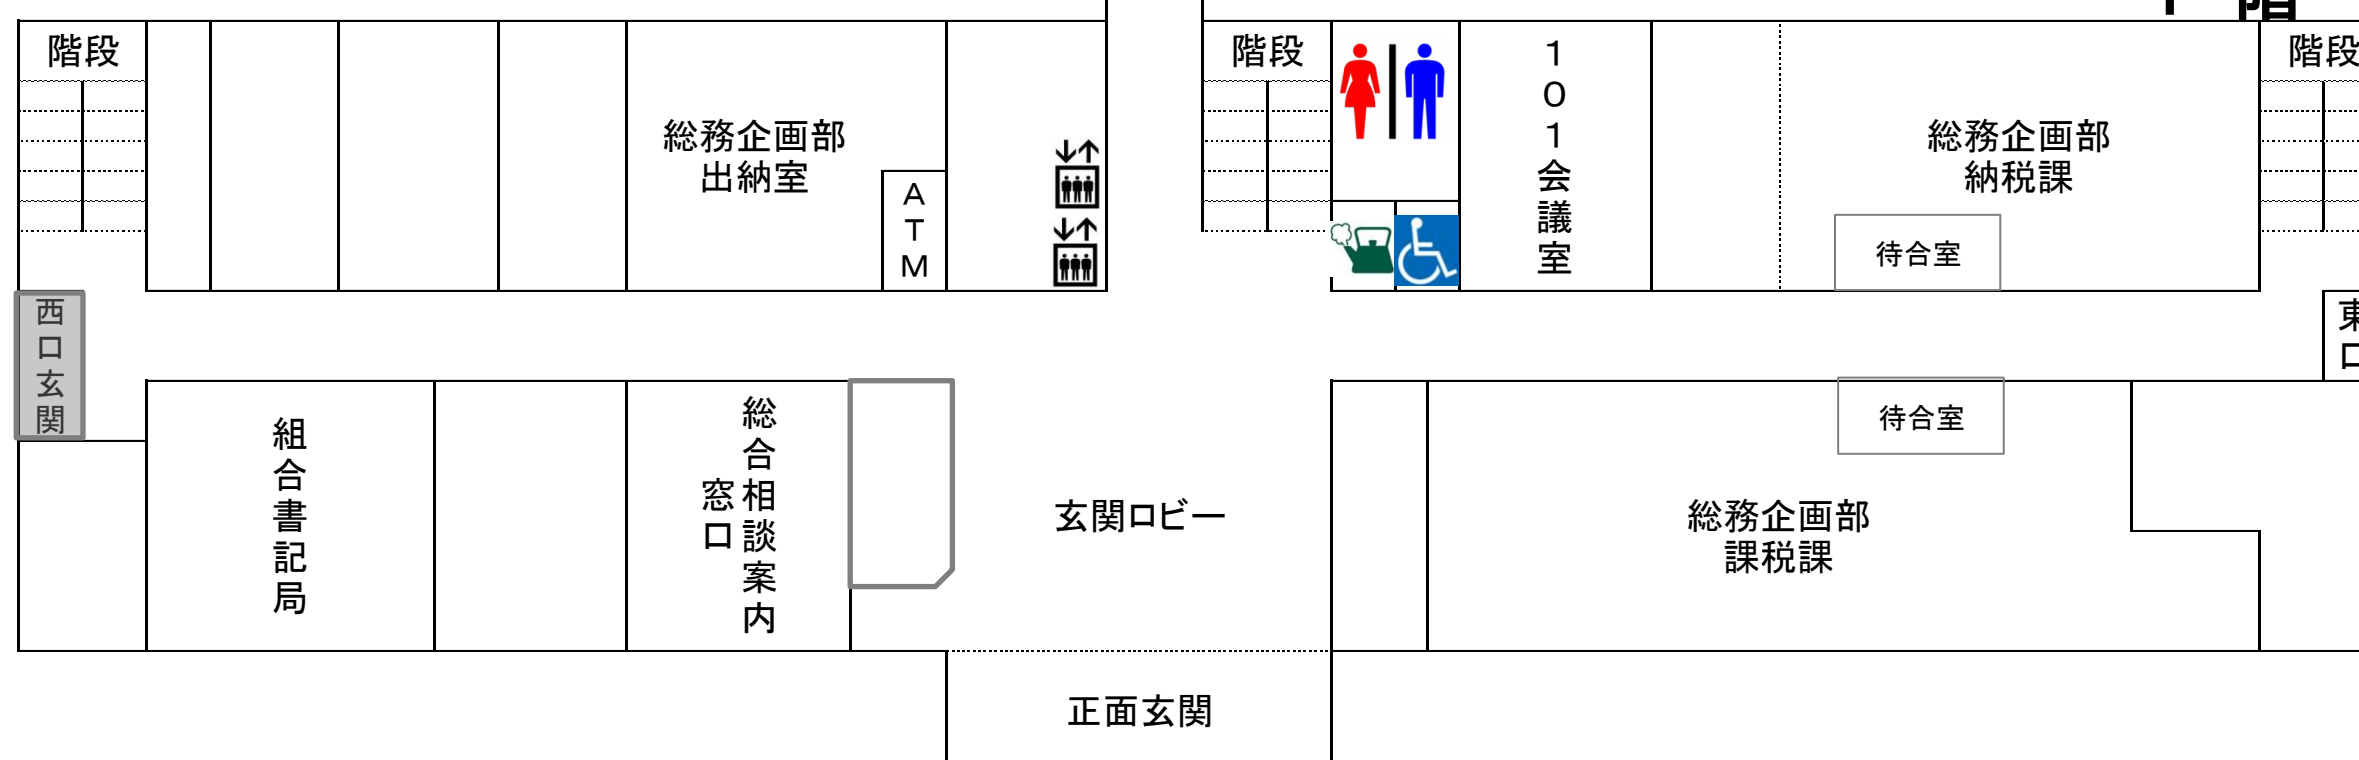 階段
総務企画部
出納室
ATM
階段
101会議室
総務企画部
納税課
待合室
階段
西口玄関
組合書記局
総合相談案内
窓口
玄関ロビー
待合室
総務企画部
課税課
東口
正面玄関